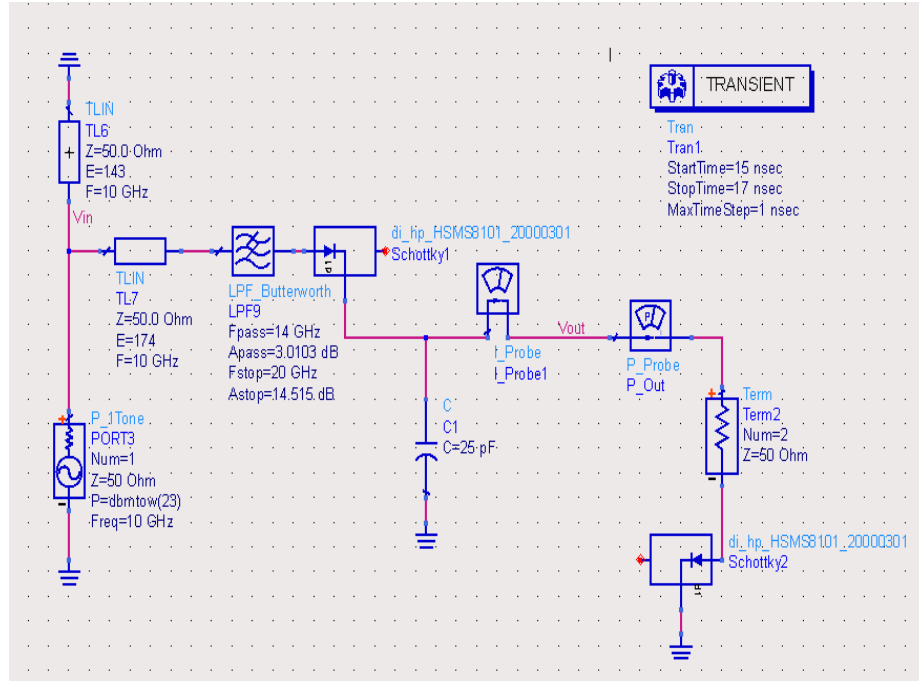 TRANSIENT
Tran
Tran1
StartTime=15 nsec
StopTime=17 nsec
MaxTimeStep=1 nsec
TLIN
TL6
Z=50.0 Ohm
E=143
F=10 GHz
Vin
TLIN
TL7
Z=50.0 Ohm
E=174
F=10 GHz
LPF_Butterworth
LPF9
Fpass=14 GHz
Apass=3.0103 dB
Fstop=20 GHz
Astop=14.515 dB
di_hp_HSMS8101_20000301
Schottky1
_Probe
_Probe1
Vout
P_Probe
P_Out
C
C1
C=25 pF
Term
Term2
Num=2
Z=50 Ohm
P_1Tone
PORT3
Num=1
Z=50 Ohm
P=dbmtow(23)
Freq=10 GHz
di_hp_HSMS8101_20000301
Schottky2